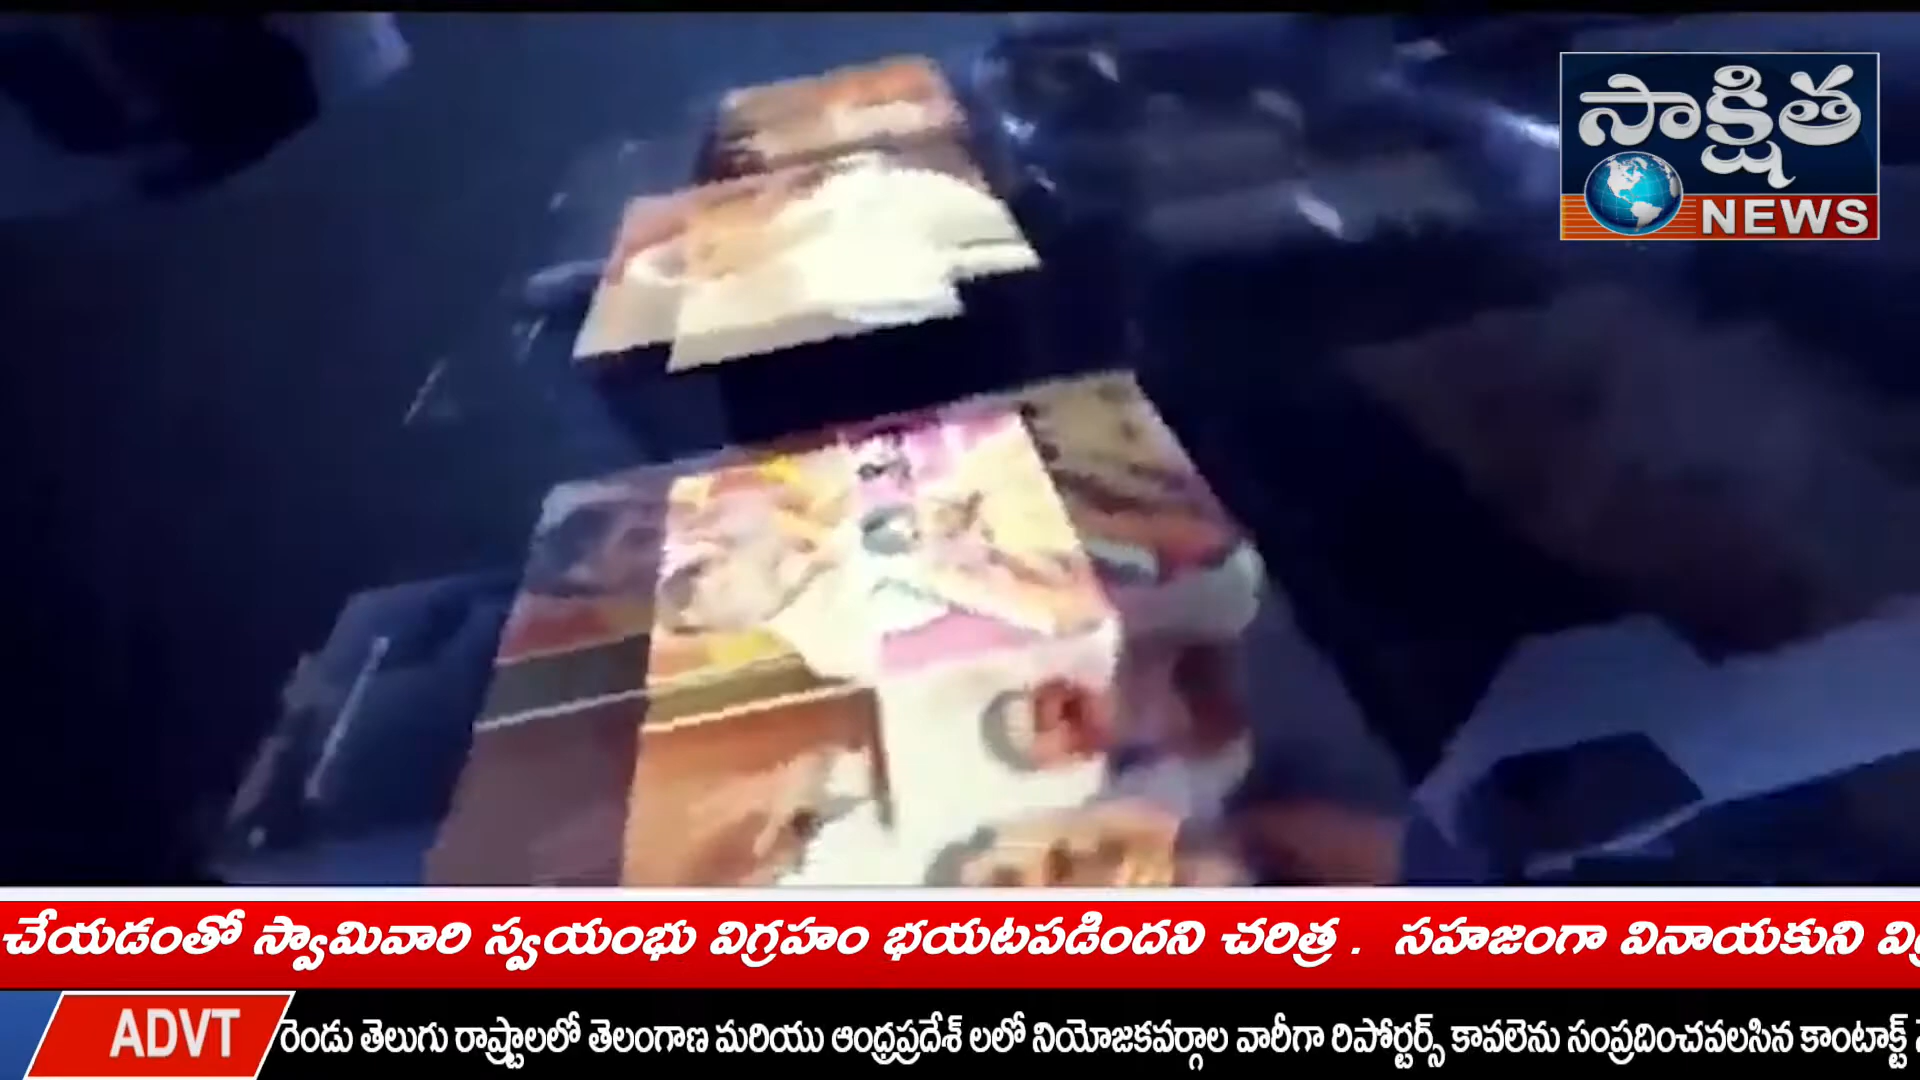 సాక్షిత
NEWS
చేయడంతో స్వామివారి స్వయంభు విగ్రహం భయటపడిందని చరిత్ర . సహజంగా వినాయకుని
ADVT
రెండు తెలుగు రాష్ట్రాలలో తెలంగాణ మరియు ఆంధ్రప్రదేశ్ లలో నియోజకవర్గాల వారీగా రిపోర్టర్స్ కావలెను సంప్రదించవలసిన కాంటాక్ట్